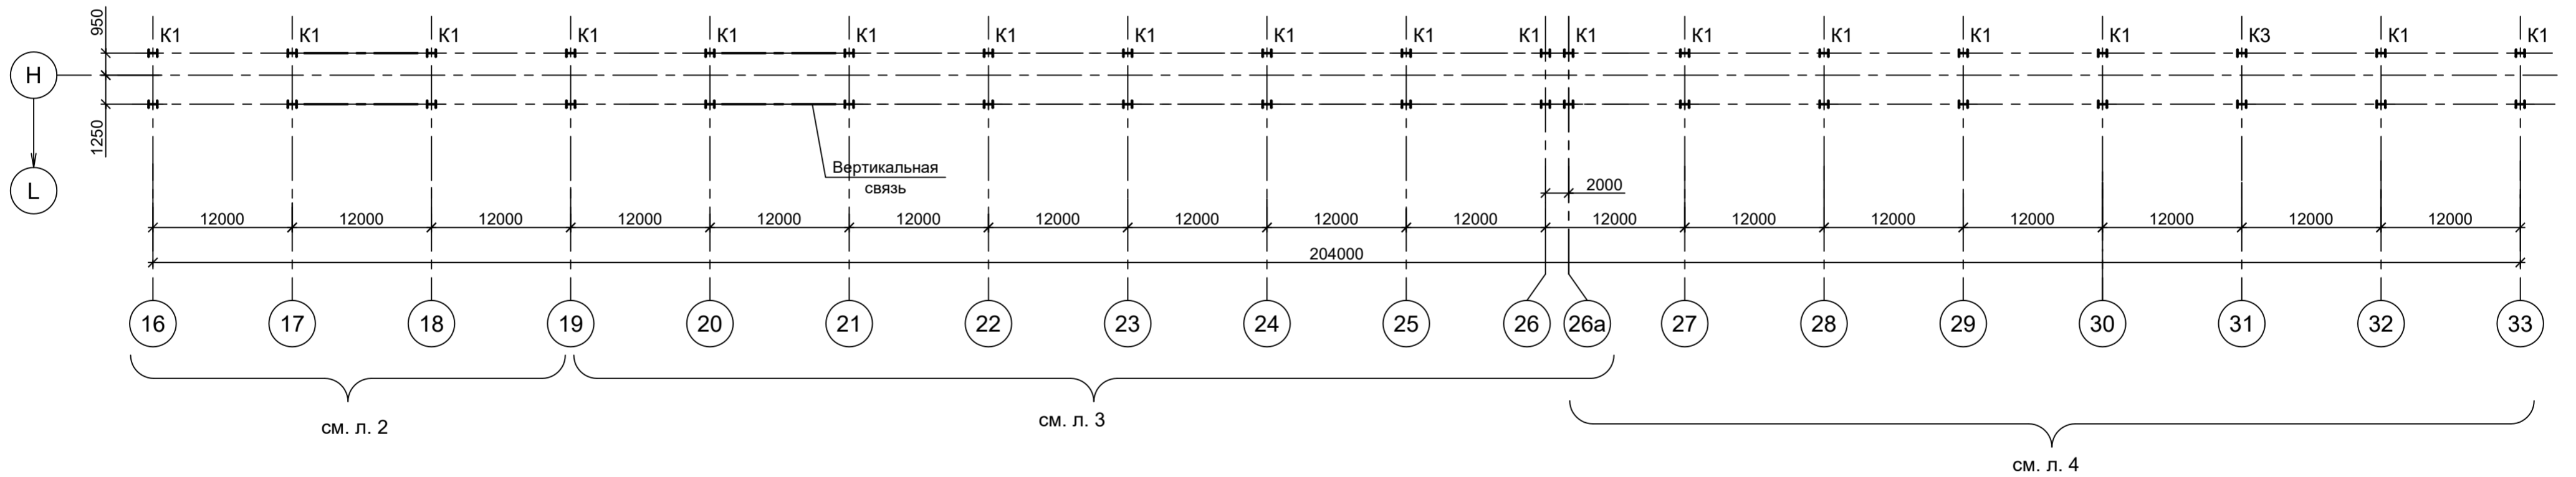 950
К1 К1 К1 К1 К1 К1 К1 К1 К1 К1 К1 К1 К1 К1 К1 К1 К3 К1 К1
Н
1250
L
Вертикальная
связь
2000
12000 12000 12000 12000 12000 12000 12000 12000 12000 12000 12000 12000 12000 12000 12000 12000 12000
204000
16 17 18 19 20 21 22 23 24 25 26 26а 27 28 29 30 31 32 33
см. л. 2
см. л. 3
см. л. 4